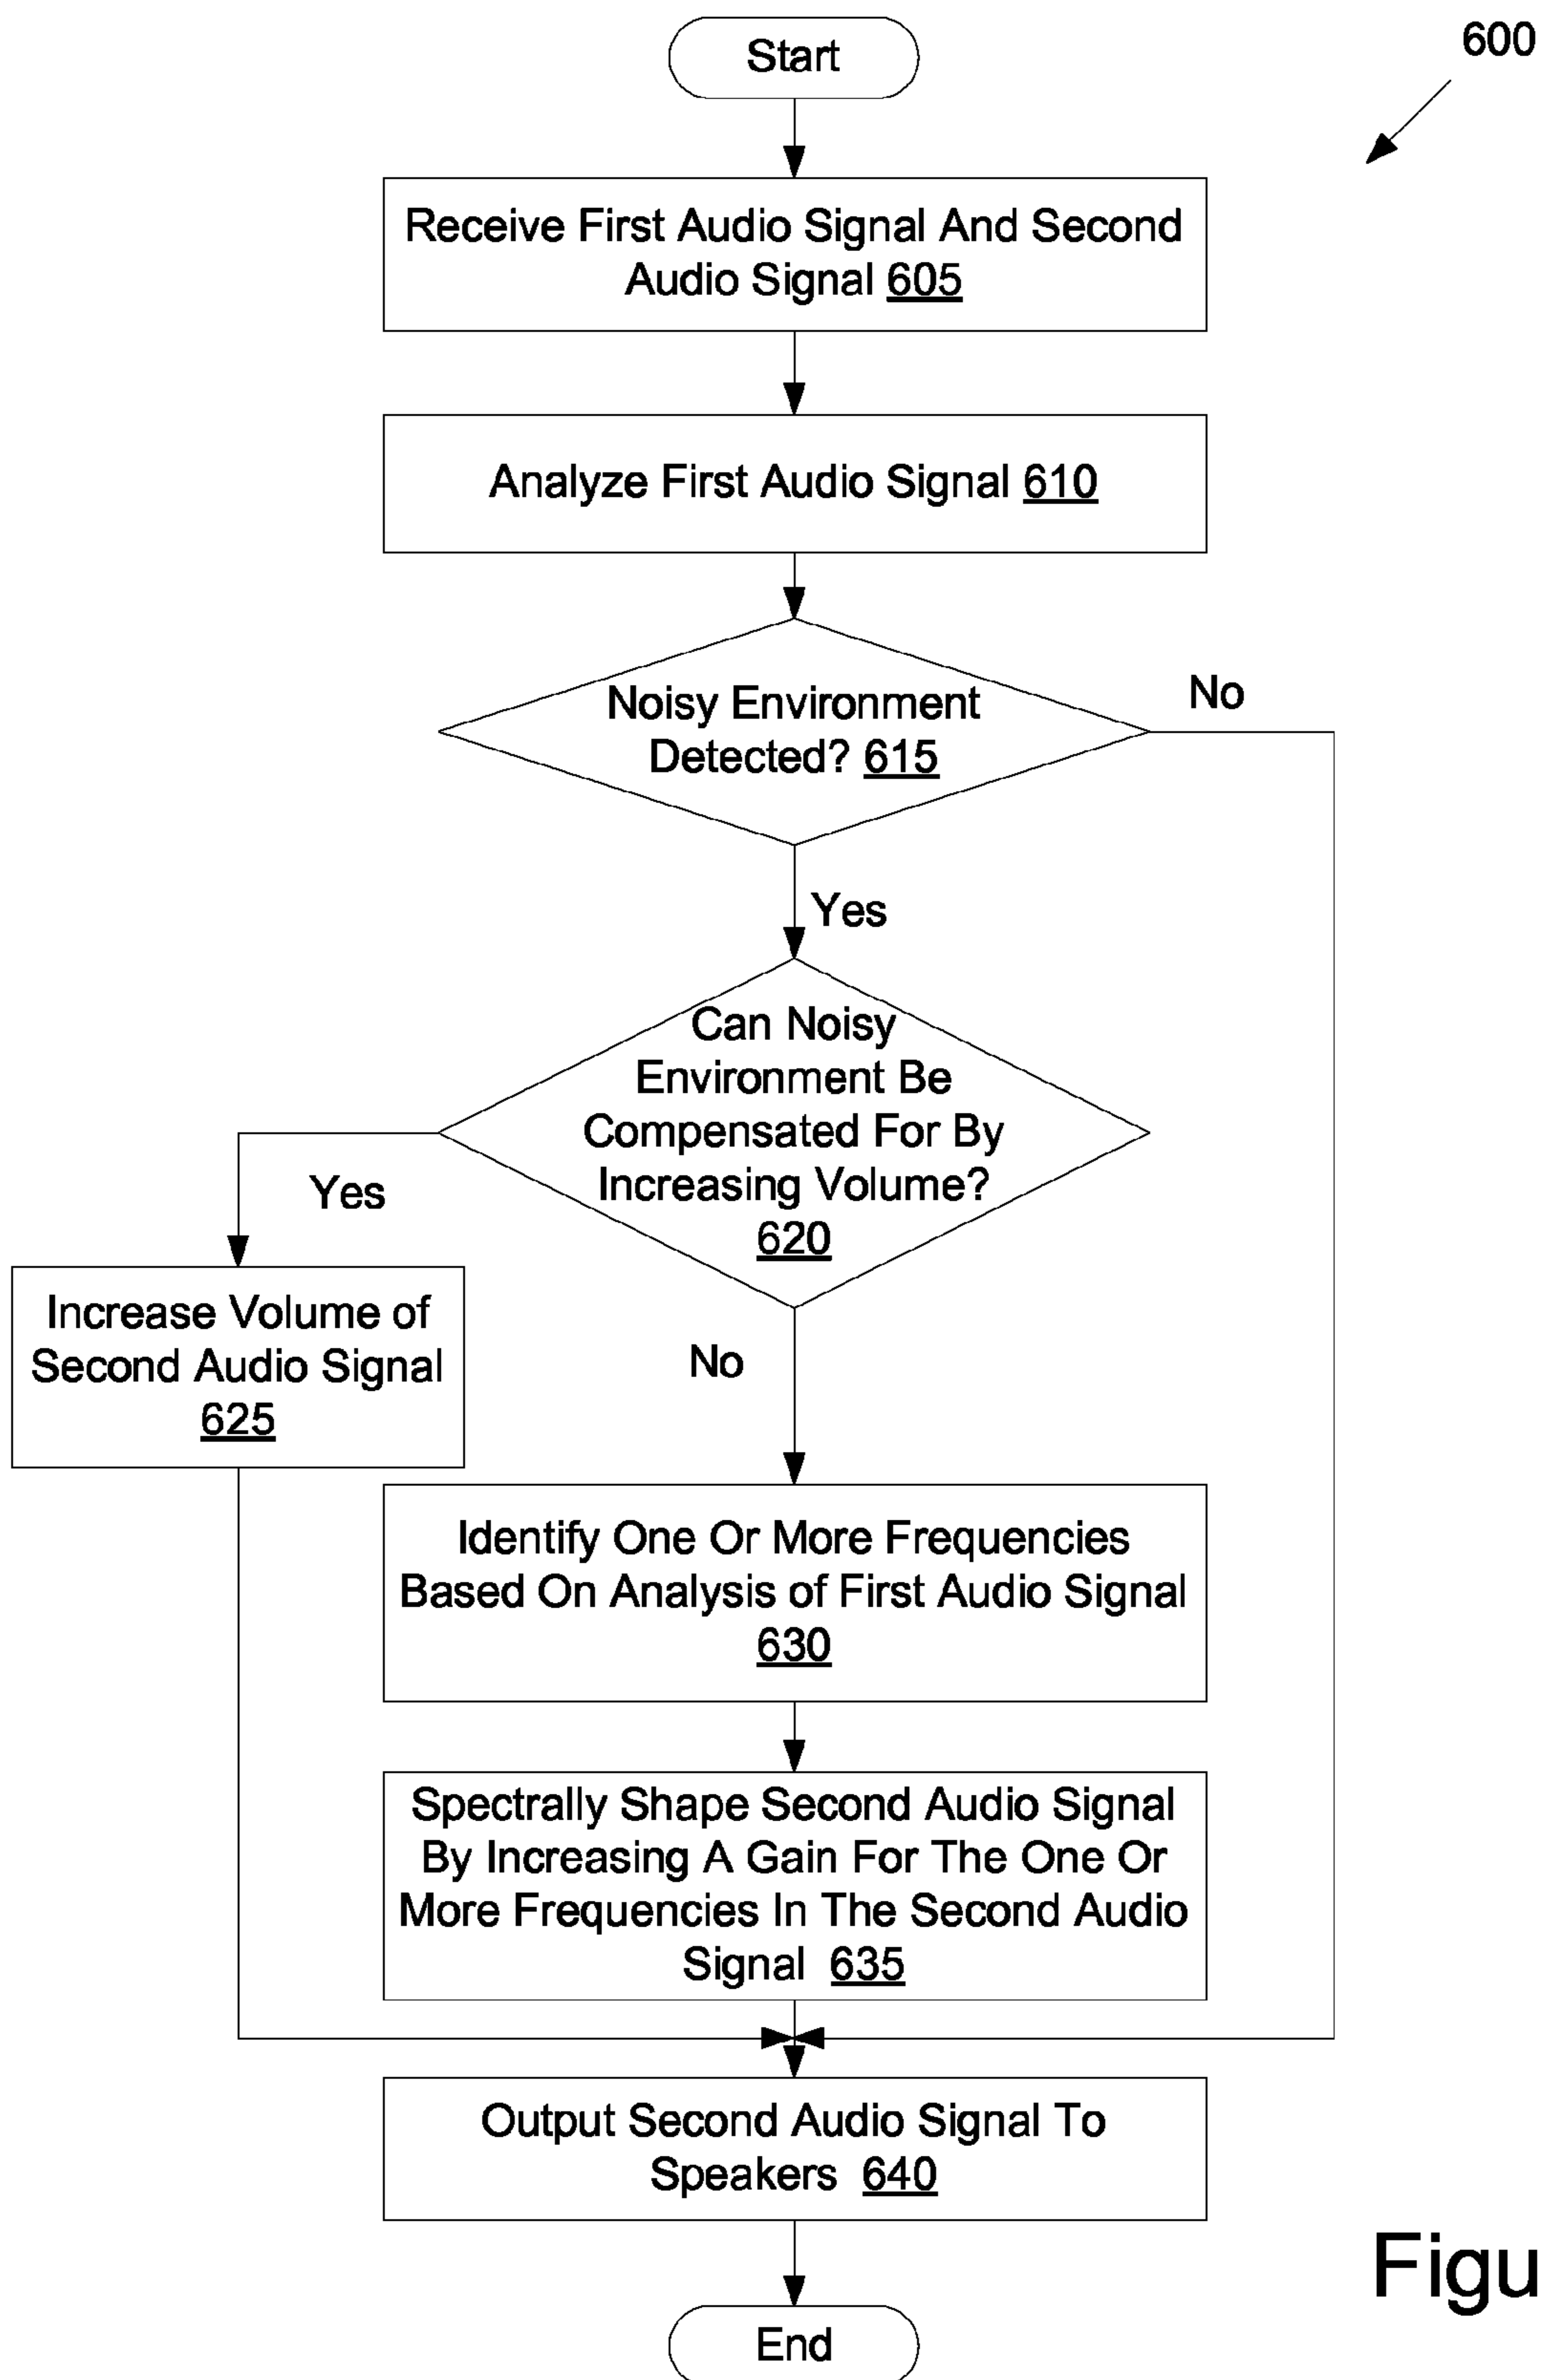 Start
600
Receive First Audio Signal And Second
Audio Signal 605
Analyze First Audio Signal 610
Noisy Environment
Detected? 615
No
Yes
Can Noisy
Environment Be
Compensated For By
Increasing Volume?
620
Yes
Increase Volume of
Second Audio Signal
625
No
Identify One Or More Frequencies
Based On Analysis of First Audio Signal
630
Spectrally Shape Second Audio Signal
By Increasing A Gain For The One Or
More Frequencies In The Second Audio
Signal 635
Output Second Audio Signal To
Speakers 640
Figu
End